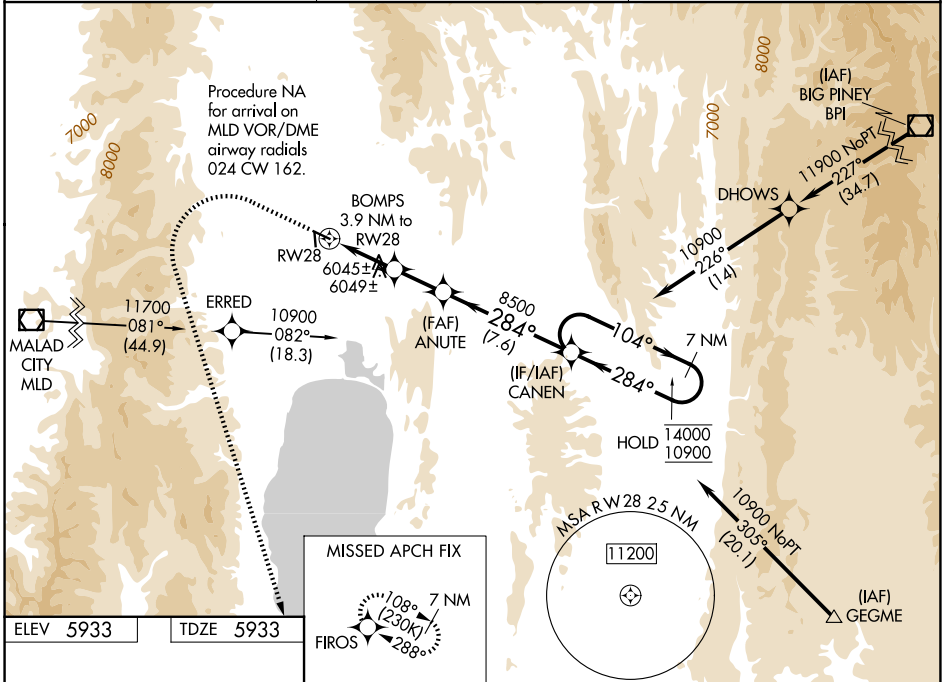 8000
(IAF)
BIG PINEY
BPI
7000
8000
Procedure NA
for arrival on
MLD VOR/DME
airway radials
024 CW 162.
7000
11900 NoPT
227°
(34.7)
DHOWS
10900
226°
(14)
BOMPS
3.9 NM to
RW28
RW28
6045±
6049±
(FAF)
ANUTE
8500
284°
(7.6)
(IF/IAF)
CANEN
104°
7 NM
284°
HOLD
14000
10900
MALAD
CITY
MLD
11700
081°
(44.9)
ERRED
10900
082°
(18.3)
10900 NoPT
305°
(20.1)
(IAF)
GEGME
MSA RW28 25 NM
11200
MISSED APCH FIX
FIROS
108°
(230K)
7 NM
288°
ELEV 5933
TDZE 5933